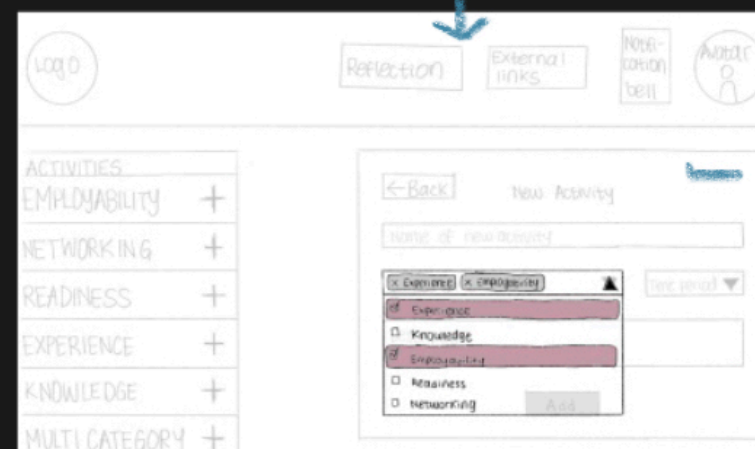 Logo
Reflection
External
links
Notifi-
cation
bell
Avatar
ACTIVITIES
EMPLOYABILITY +
NETWORKING +
READINESS +
EXPERIENCE +
KNOWLEDGE +
MULTI CATEGORY +
← Back
New Activity
Name of new activity
x Experience x Employability ▲
Time period ▼
Experience
Knowledge
Employability
Readiness
Networking
Add